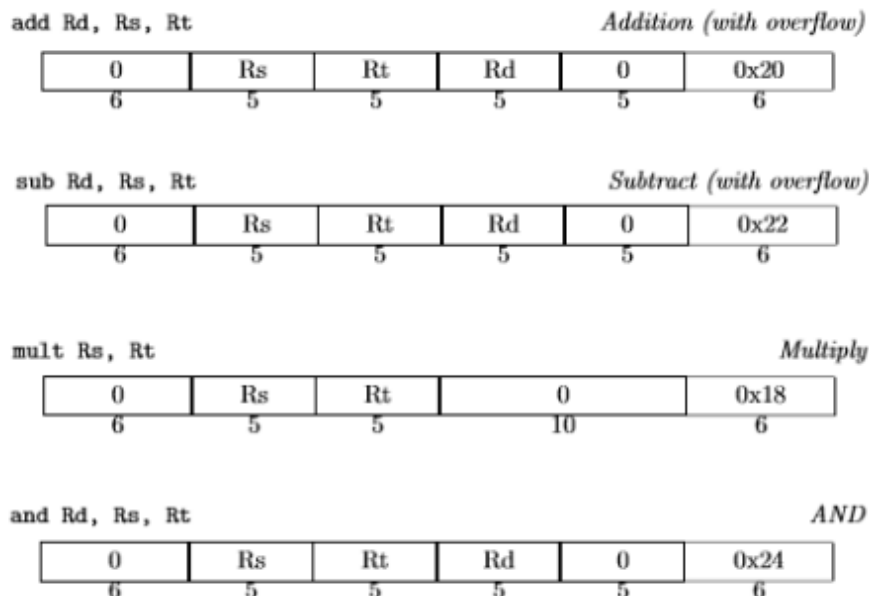 add Rd, Rs, Rt Addition (with overflow)
0 Rs Rt Rd 0 0x20
6 5 5 5 5 6
sub Rd, Rs, Rt Subtract (with overflow)
0 Rs Rt Rd 0 0x22
6 5 5 5 5 6
mult Rs, Rt Multiply
0 Rs Rt 0 0x18
6 5 5 10 6
and Rd, Rs, Rt AND
0 Rs Rt Rd 0 0x24
6 5 5 5 5 6